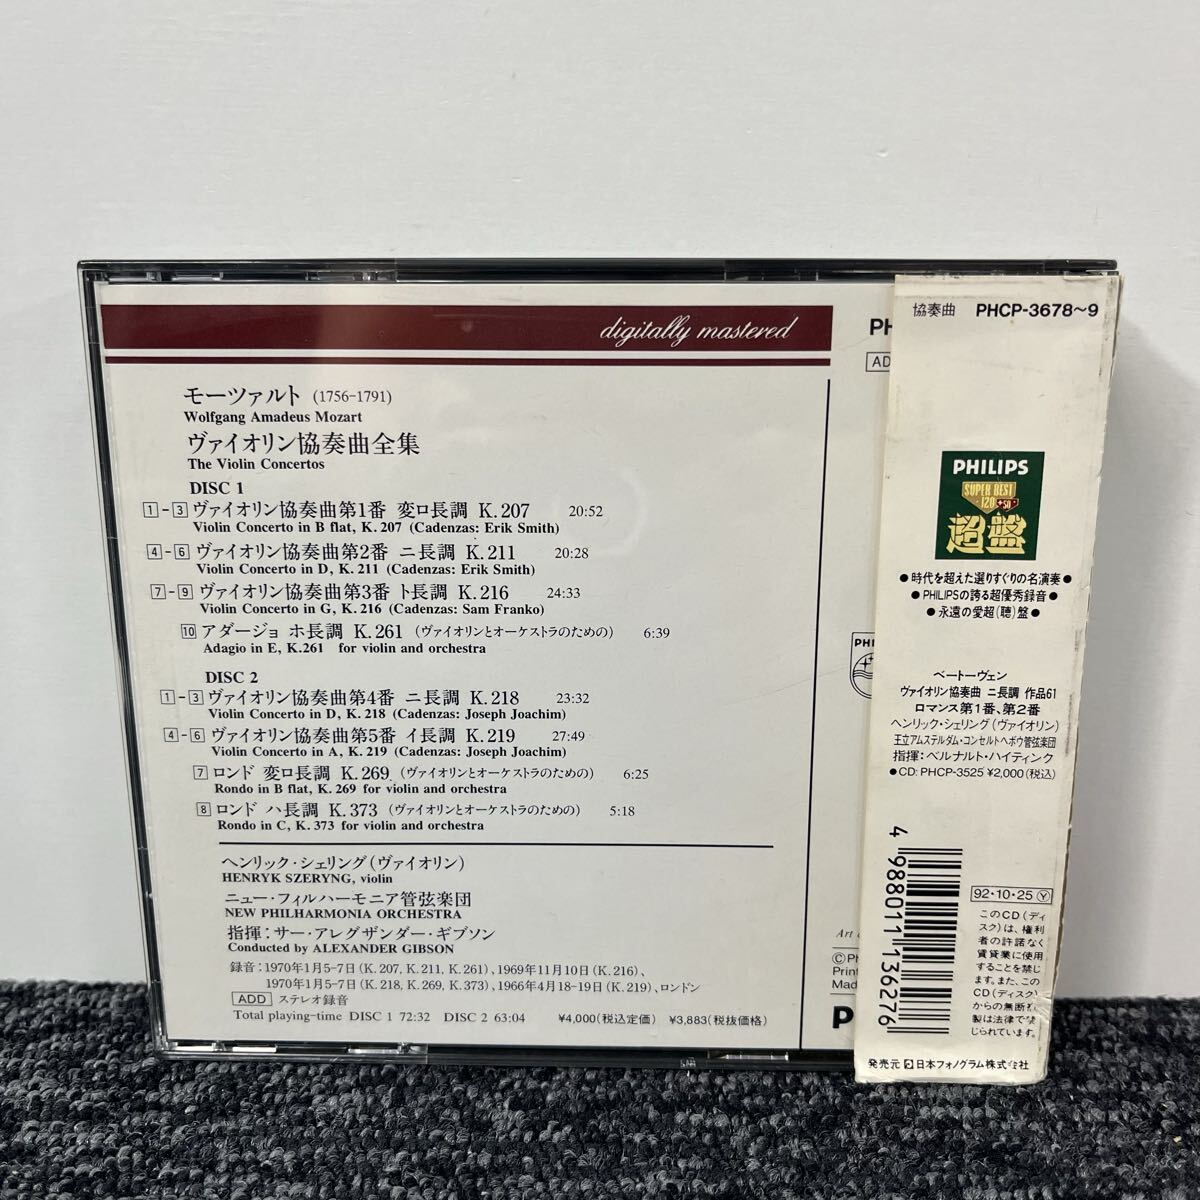 digitally mastered
モーツァルト (1756-1791)
Wolfgang Amadeus Mozart
ヴァイオリン協奏曲全集
The Violin Concertos
DISC 1
1-3 ヴァイオリン協奏曲第1番 変ロ長調 K.207 20:52
Violin Concerto in B flat, K. 207 (Cadenzas: Erik Smith)
4-6 ヴァイオリン協奏曲第2番 ニ長調 K.211 20:28
Violin Concerto in D, K. 211 (Cadenzas: Erik Smith)
7-9 ヴァイオリン協奏曲第3番 ト長調 K.216 24:33
Violin Concerto in G, K. 216 (Cadenzas: Sam Franko)
10 アダージョ ホ長調 K.261 (ヴァイオリンとオーケストラのための) 6:39
Adagio in E, K.261 for violin and orchestra
DISC 2
1-3 ヴァイオリン協奏曲第4番 ニ長調 K.218 23:32
Violin Concerto in D, K. 218 (Cadenzas: Joseph Joachim)
4-6 ヴァイオリン協奏曲第5番 イ長調 K.219 27:49
Violin Concerto in A, K. 219 (Cadenzas: Joseph Joachim)
7 ロンド 変ロ長調 K.269 (ヴァイオリンとオーケストラのための) 6:25
Rondo in B flat, K. 269 for violin and orchestra
8 ロンド ハ長調 K.373 (ヴァイオリンとオーケストラのための) 5:18
Rondo in C, K. 373 for violin and orchestra
ヘンリック・シェリング(ヴァイオリン)
HENRYK SZERYNG, violin
ニュー・フィルハーモニア管弦楽団
NEW PHILHARMONIA ORCHESTRA
指揮:サー・アレグザンダー・ギブソン
Conducted by ALEXANDER GIBSON
録音:1970年1月5-7日(K.207, K.211, K.261)、1969年11月10日(K.216)、
1970年1月5-7日(K.218, K.269, K.373)、1966年4月18-19日(K.219)、ロンドン
ADD ステレオ録音
Total playing-time DISC 1 72:32 DISC 2 63:04 ¥4,000(税込定価) ¥3,883(税抜価格)
PH
AD
PHI
Art
©Ph
Print
Mad
P
協奏曲 PHCP-3678~9
PHILIPS
SUPER BEST
120+50
超盤
●時代を超えた選りすぐりの名演奏●
●PHILIPSの誇る超優秀録音●
●永遠の愛超(聴)盤●
ベートーヴェン
ヴァイオリン協奏曲 ニ長調 作品61
ロマンス第1番、第2番
ヘンリック・シェリング(ヴァイオリン)
王立アムステルダム・コンセルトヘボウ管弦楽団
指揮:ベルナルト・ハイティンク
●CD: PHCP-3525 ¥2,000(税込)
4 988011 136276
92・10・25 Y
このCD(ディ
スク)は、権利
者の許諾なく
賃貸業に使用
することを禁じ
ます。また、この
CD(ディスク)
からの無断複
製は法律で禁
じられています。
発売元 日本フォノグラム株式会社